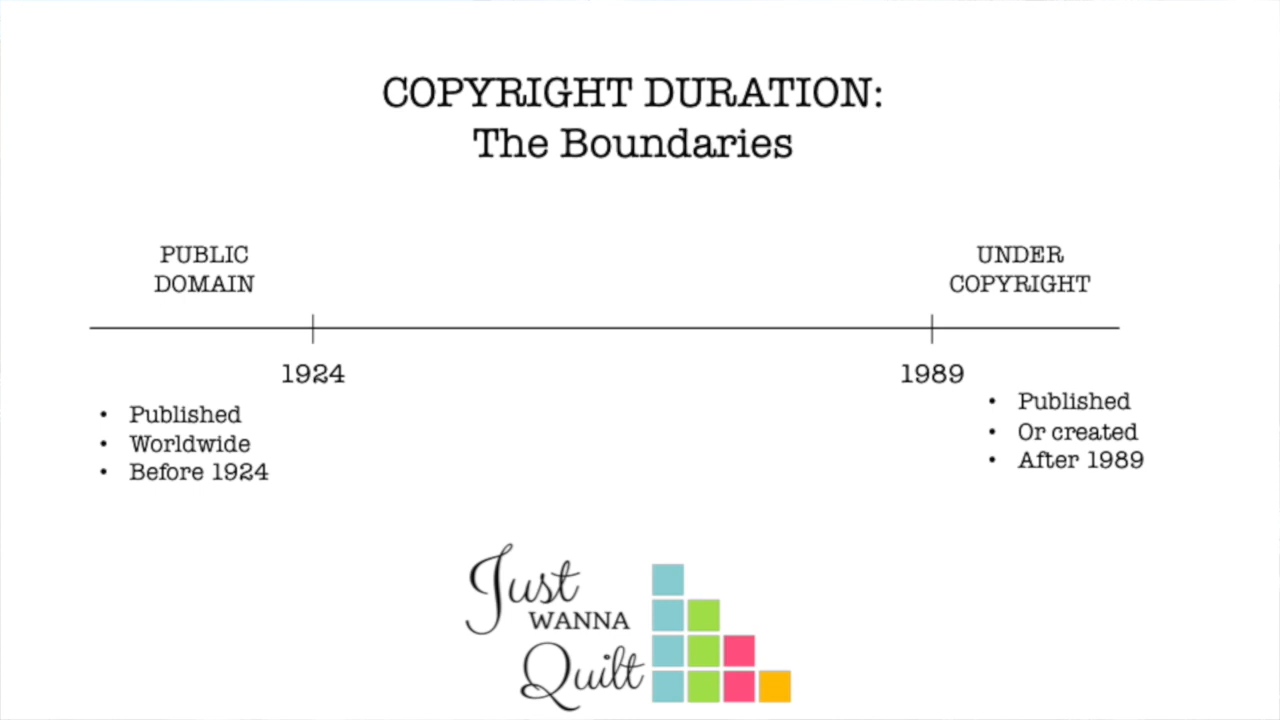 COPYRIGHT DURATION:
The Boundaries
PUBLIC
DOMAIN
UNDER
COPYRIGHT
1924
1989
• Published
• Worldwide
• Before 1924
• Published
• Or created
• After 1989
Just
WANNA
Quilt